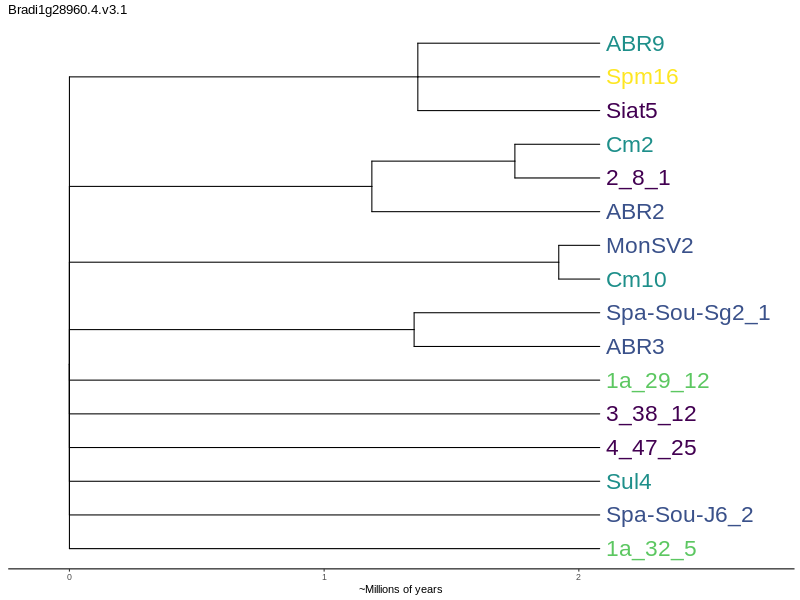 Bradi1g28960.4.v3.1
ABR9
Spm16
Siat5
Cm2
2_8_1
ABR2
MonSV2
Cm10
Spa-Sou-Sg2_1
ABR3
1a_29_12
3_38_12
4_47_25
Sul4
Spa-Sou-J6_2
1a_32_5
0 1 2
~Millions of years